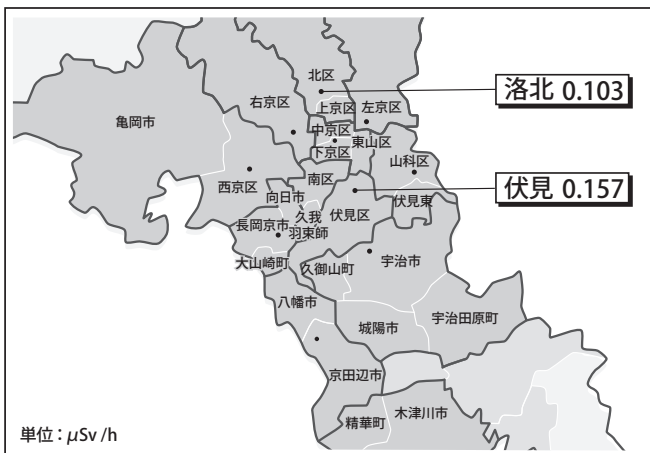 北区
洛北 0.103
亀岡市
右京区
上京区
左京区
中京区
東山区
下京区
山科区
西京区
南区
伏見 0.157
向日市
伏見区
伏見東
久我
羽束師
長岡京市
大山崎町
久御山町
宇治市
八幡市
城陽市
宇治田原町
京田辺市
精華町
木津川市
単位：μSv /h